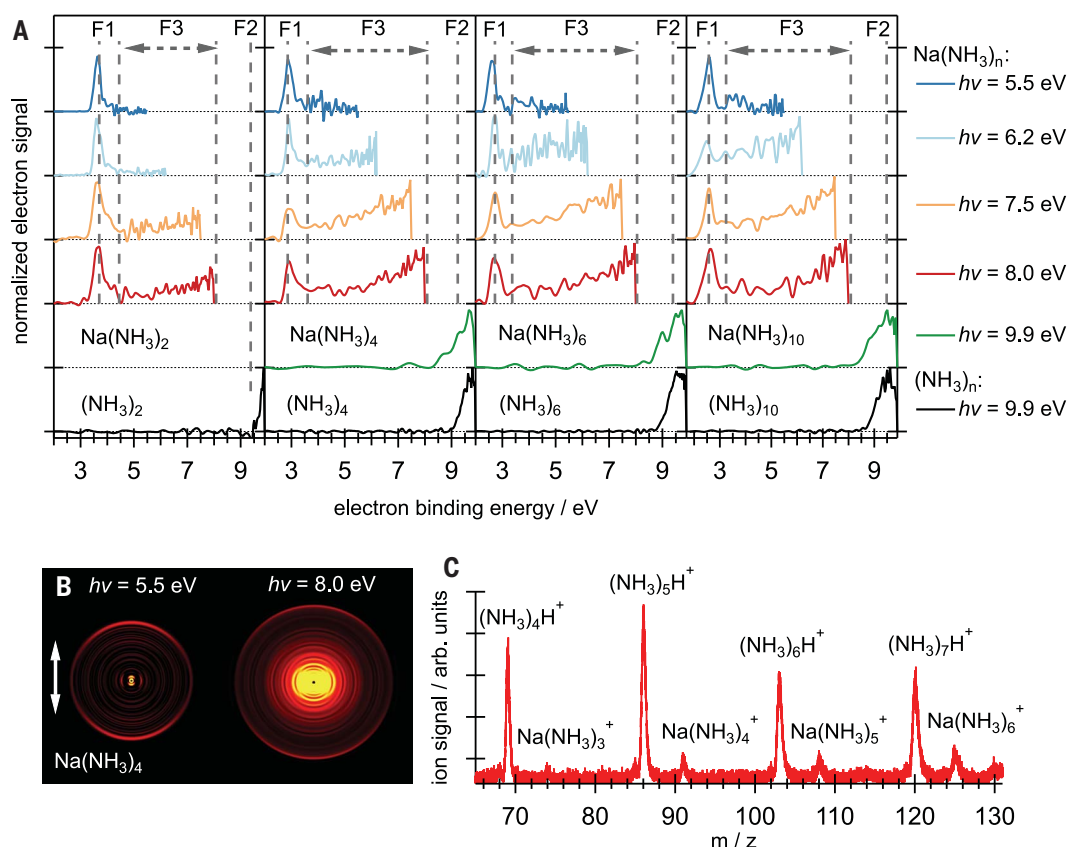 A
F1 F3 F2 F1 F3 F2 F1 F3 F2 F1 F3 F2
normalized electron signal
Na(NH3)n:
hν = 5.5 eV
hν = 6.2 eV
hν = 7.5 eV
hν = 8.0 eV
hν = 9.9 eV
(NH3)n:
hν = 9.9 eV
Na(NH3)2 Na(NH3)4 Na(NH3)6 Na(NH3)10
(NH3)2 (NH3)4 (NH3)6 (NH3)10
3 5 7 9 3 5 7 9 3 5 7 9 3 5 7 9
electron binding energy / eV
B
hν = 5.5 eV hν = 8.0 eV
Na(NH3)4
C
ion signal / arb. units
(NH3)4H+
(NH3)5H+
(NH3)6H+
(NH3)7H+
Na(NH3)3+
Na(NH3)4+
Na(NH3)5+
Na(NH3)6+
70 80 90 100 110 120 130
m / z